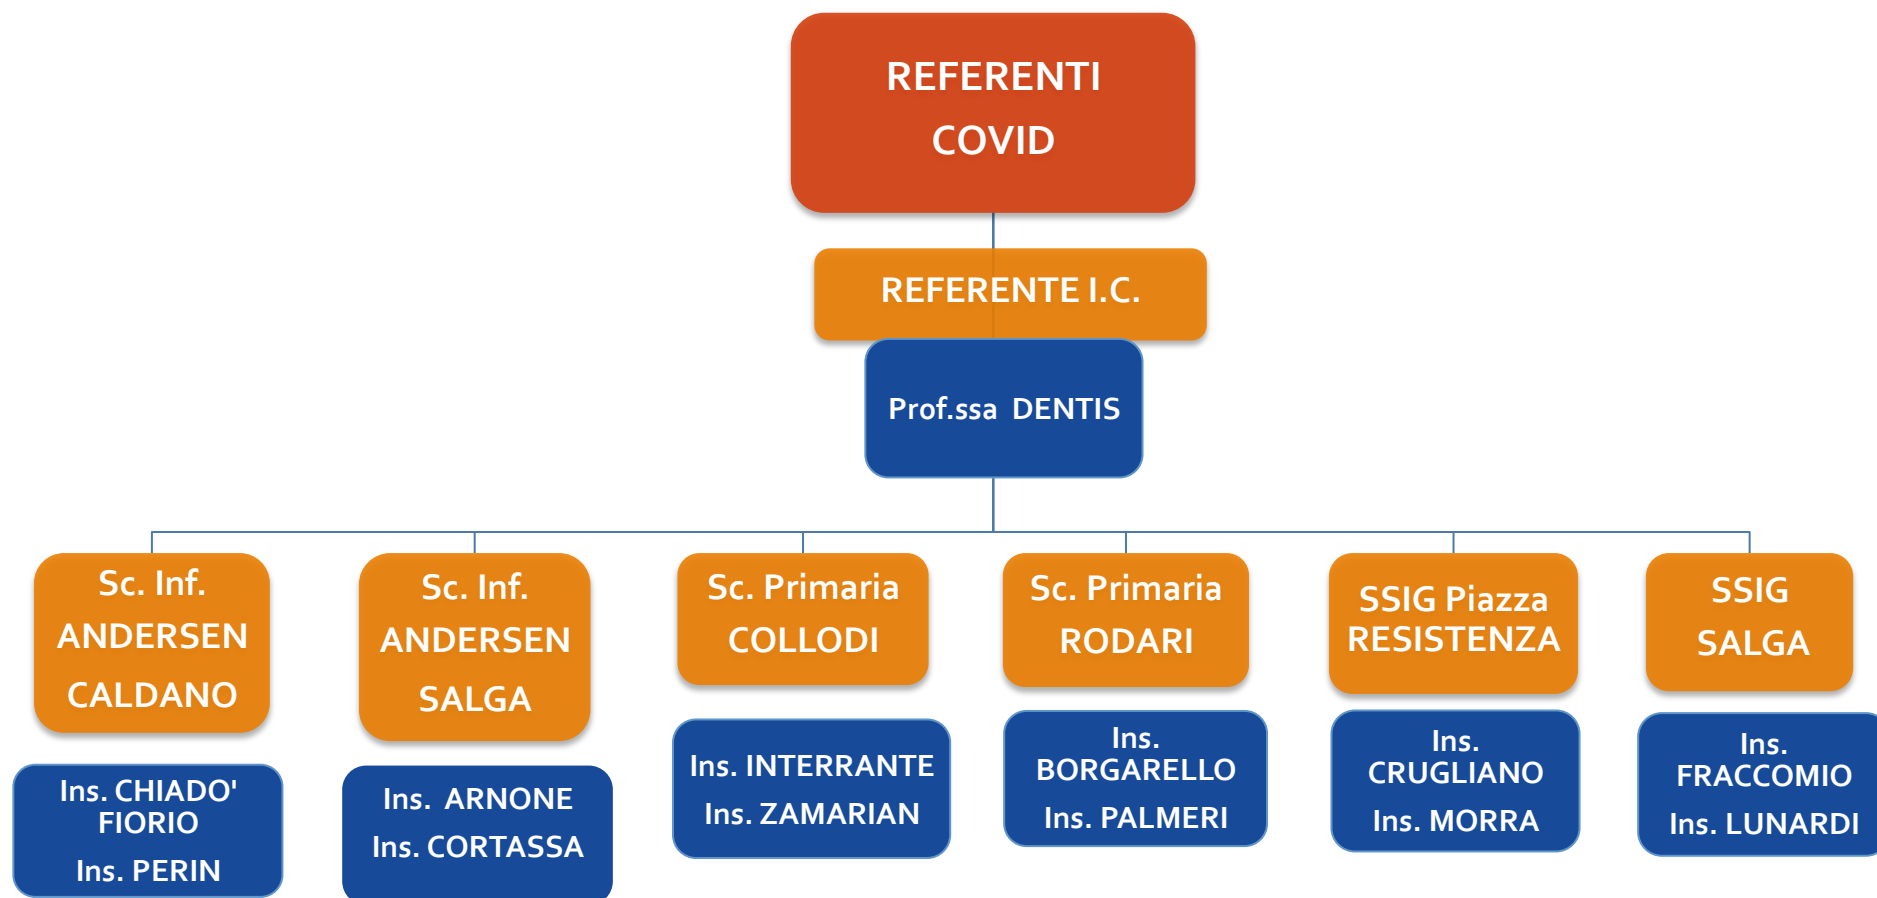 REFERENTI
COVID
REFERENTE I.C.
Prof.ssa DENTIS
Sc. Inf.
ANDERSEN
CALDANO
Ins. CHIADO'
FIORIO
Ins. PERIN
Sc. Inf.
ANDERSEN
SALGA
Ins. ARNONE
Ins. CORTASSA
Sc. Primaria
COLLODI
Ins. INTERRANTE
Ins. ZAMARIAN
Sc. Primaria
RODARI
Ins.
BORGARELLO
Ins. PALMERI
SSIG Piazza
RESISTENZA
Ins.
CRUGLIANO
Ins. MORRA
SSIG
SALGA
Ins.
FRACCOMIO
Ins. LUNARDI